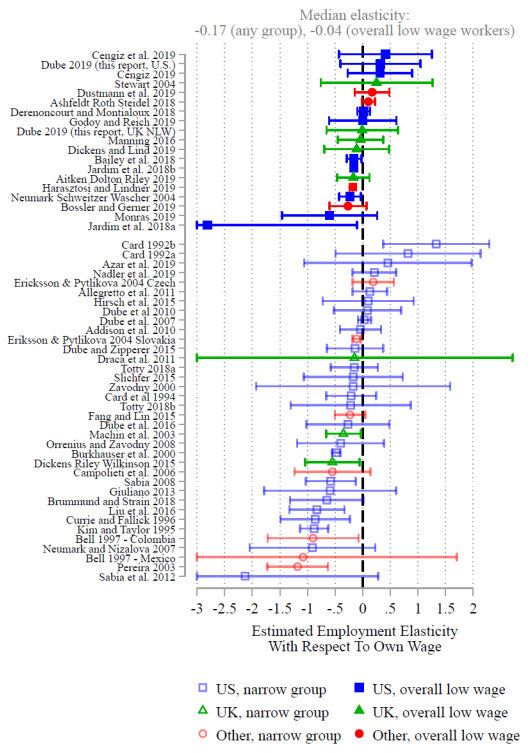 Median elasticity:
-0.17 (any group), -0.04 (overall low wage workers)
Cengiz et al. 2019
Dube 2019 (this report, U.S.)
Cengiz 2019
Stewart 2004
Dustmann et al. 2019
Ashfeldt Roth Steidel 2018
Derenoncourt and Montialoux 2018
Godoy and Reich 2019
Dube 2019 (this report, UK NLW)
Manning 2016
Dickens and Lind 2019
Bailey et al. 2018
Jardim et al. 2018b
Aitken Dolton Riley 2019
Harasztosi and Lindner 2019
Neumark Schweitzer Wascher 2004
Bossler and Gerner 2019
Monras 2019
Jardim et al. 2018a
Card 1992b
Card 1992a
Azar et al. 2019
Nadler et al. 2019
Ericksson & Pytlikova 2004 Czech
Allegretto et al. 2011
Hirsch et al. 2015
Dube et al 2010
Dube et al. 2007
Addison et al. 2010
Eriksson & Pytlikova 2004 Slovakia
Dube and Zipperer 2015
Draca et al. 2011
Totty 2018a
Slichter 2015
Zavodny 2000
Card et al 1994
Totty 2018b
Fang and Lin 2015
Dube et al. 2016
Machin et al. 2003
Orrenius and Zavodny 2008
Burkhauser et al. 2000
Dickens Riley Wilkinson 2015
Campolieti et al. 2006
Sabia 2008
Giuliano 2013
Brummund and Strain 2018
Liu et al. 2016
Currie and Fallick 1996
Kim and Taylor 1995
Bell 1997 - Colombia
Neumark and Nizalova 2007
Bell 1997 - Mexico
Pereira 2003
Sabia et al. 2012
-3 -2.5 -2 -1.5 -1 -.5 0 .5 1 1.5 2
Estimated Employment Elasticity
With Respect To Own Wage
US, narrow group US, overall low wage
UK, narrow group UK, overall low wage
Other, narrow group Other, overall low wage